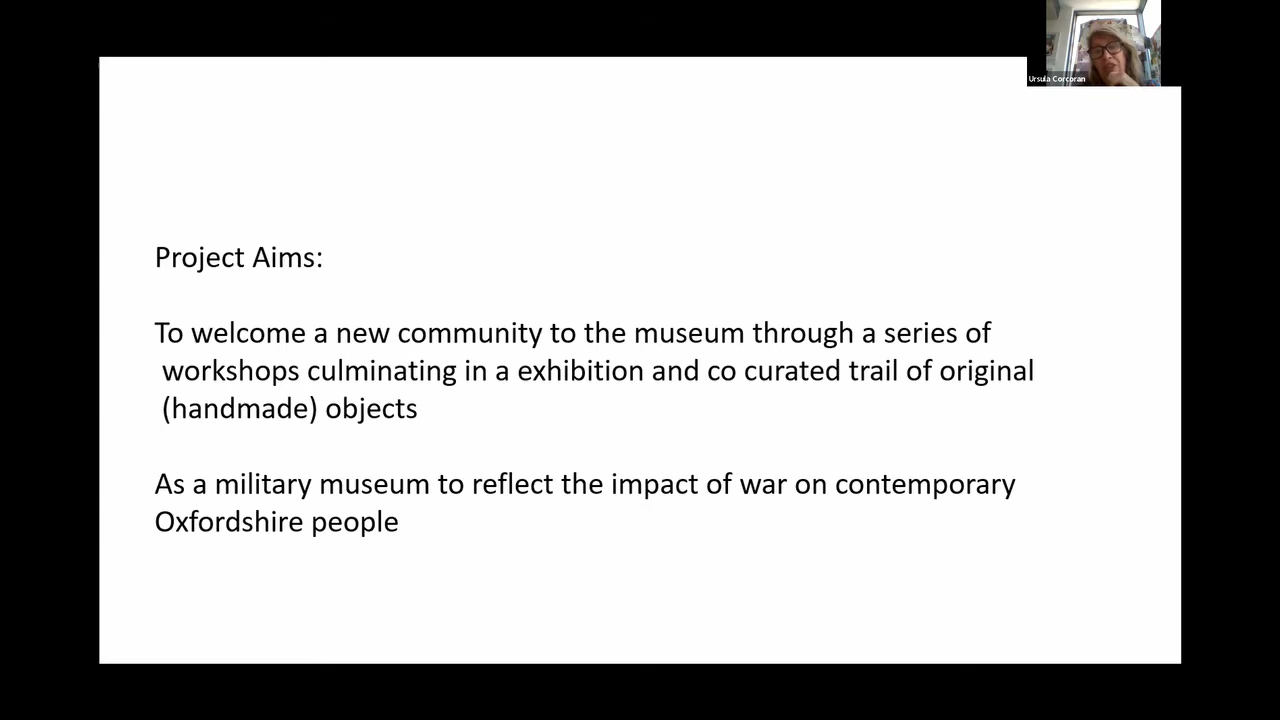 Ursula Corcoran
Project Aims:
To welcome a new community to the museum through a series of
workshops culminating in a exhibition and co curated trail of original
(handmade) objects
As a military museum to reflect the impact of war on contemporary
Oxfordshire people